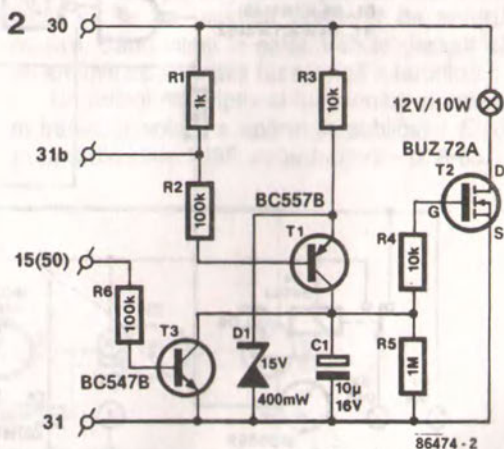 2
30
R1
1k
R3
10k
12V/10W
31b
BUZ 72A
T2
D
G
S
R2
100k
BC557B
T1
R4
10k
15(50)
R6
100k
T3
D1
15V
C1
R5
1M
BC547B
400mW
10µ
16V
31
86474 - 2